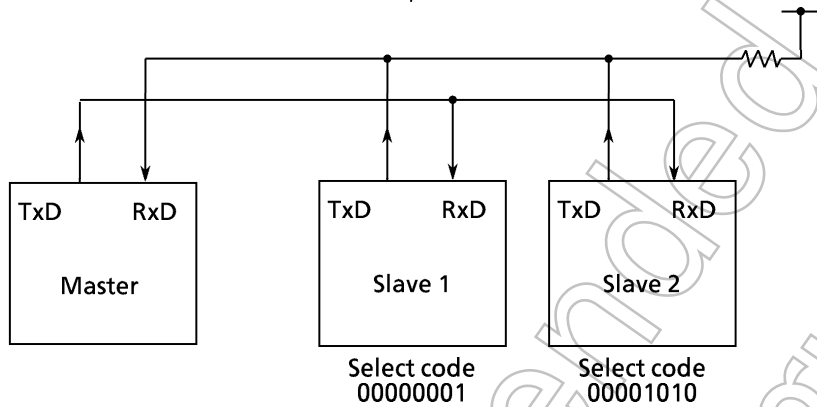 TxD RxD
Master
TxD RxD
Slave 1
Select code
00000001
TxD RxD
Slave 2
Select code
00001010